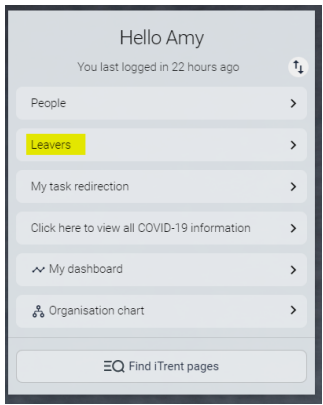 Hello Amy
You last logged in 22 hours ago
People
Leavers
My task redirection
Click here to view all COVID-19 information
My dashboard
Organisation chart
Find iTrent pages